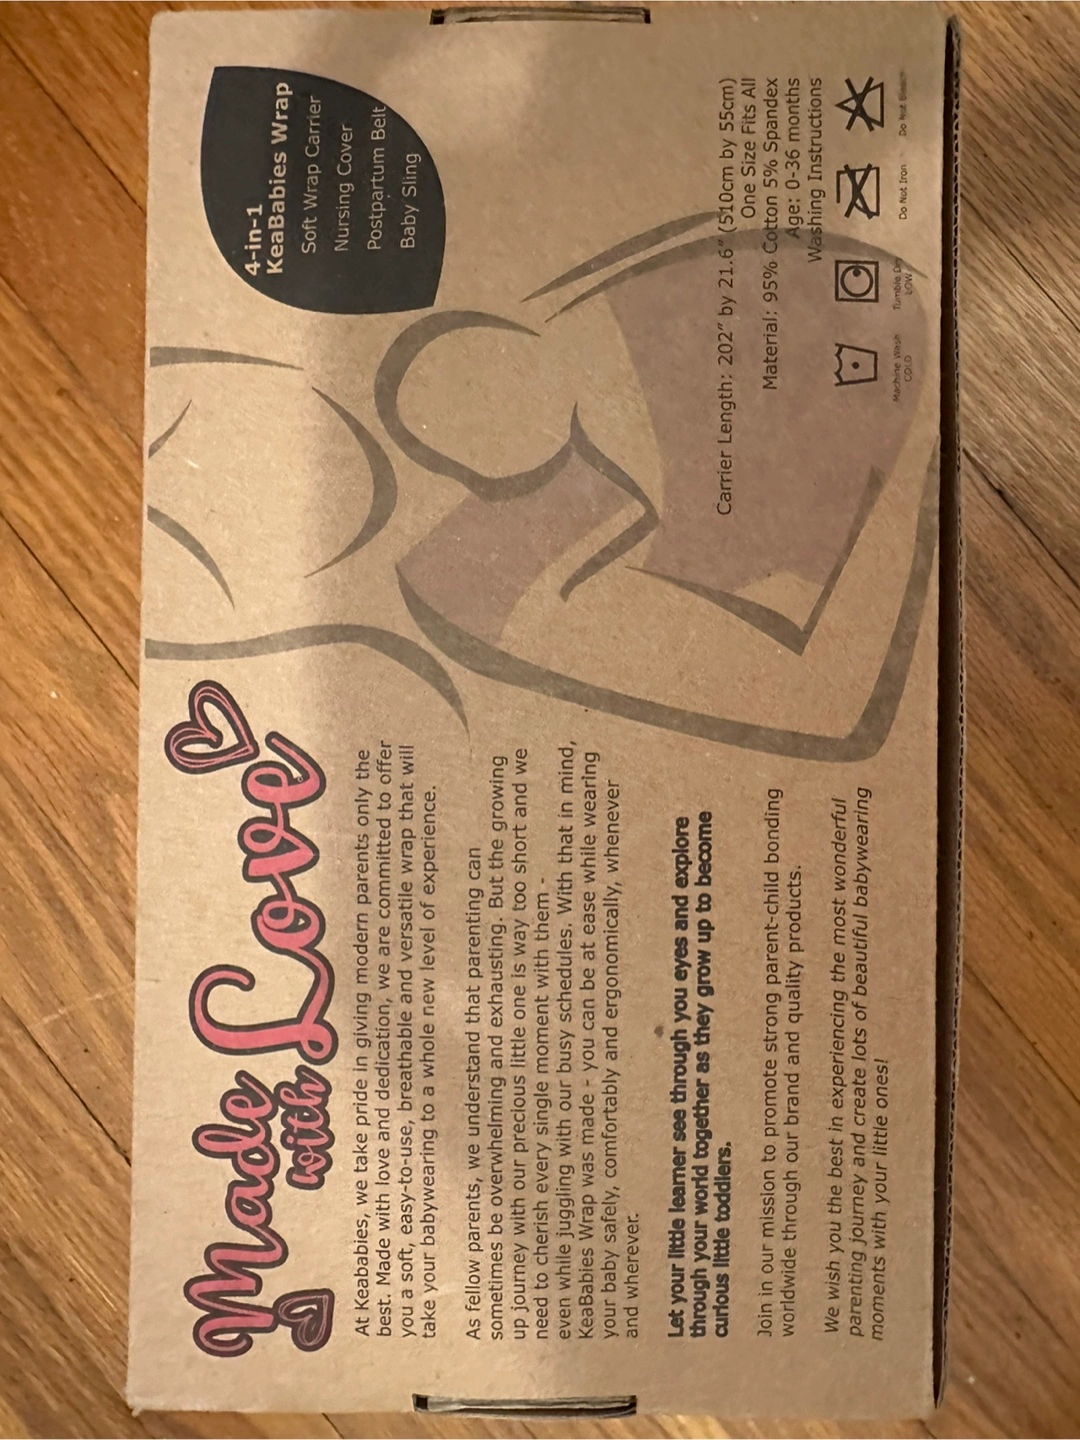 Made
with Love
At Keababies, we take pride in giving modern parents only the
best. Made with love and dedication, we are committed to offer
you a soft, easy-to-use, breathable and versatile wrap that will
take your babywearing to a whole new level of experience.
As fellow parents, we understand that parenting can
sometimes be overwhelming and exhausting. But the growing
up journey with our precious little one is way too short and we
need to cherish every single moment with them -
even while juggling with our busy schedules. With that in mind,
KeaBabies Wrap was made - you can be at ease while wearing
your baby safely, comfortably and ergonomically, whenever
and wherever.
Let your little learner see through you eyes and explore
through your world together as they grow up to become
curious little toddlers.
Join in our mission to promote strong parent-child bonding
worldwide through our brand and quality products.
We wish you the best in experiencing the most wonderful
parenting journey and create lots of beautiful babywearing
moments with your little ones!
4-in-1
KeaBabies Wrap
Soft Wrap Carrier
Nursing Cover
Postpartum Belt
Baby Sling
Carrier Length: 202” by 21.6” (510cm by 55cm)
One Size Fits All
Material: 95% Cotton 5% Spandex
Age: 0-36 months
Washing Instructions
Machine Wash
COLD
Tumble Dry
LOW
Do Not Iron
Do Not Bleach